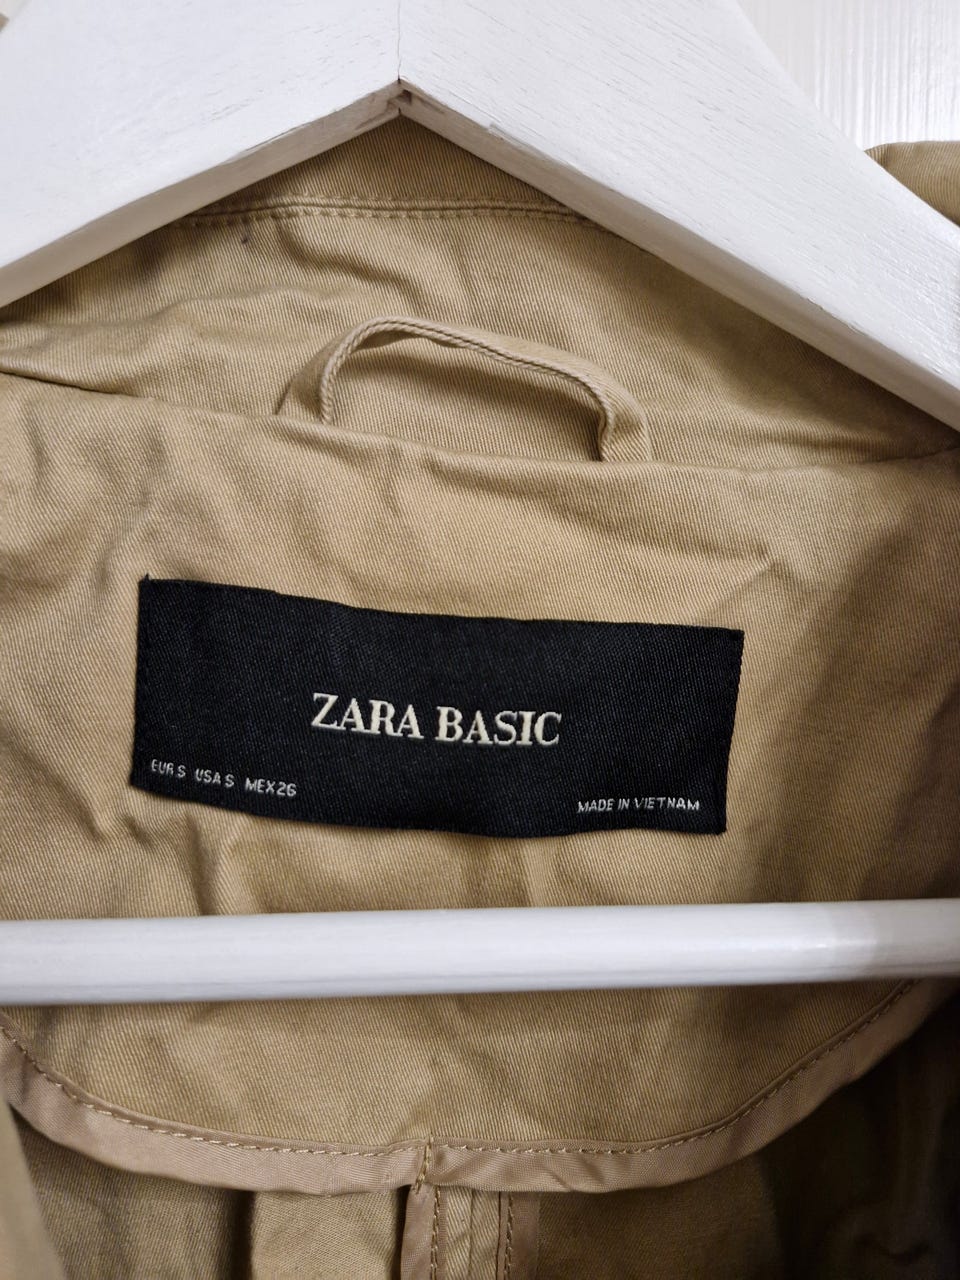 ZARA BASIC
EUR S USA S MEX 26
MADE IN VIETNAM